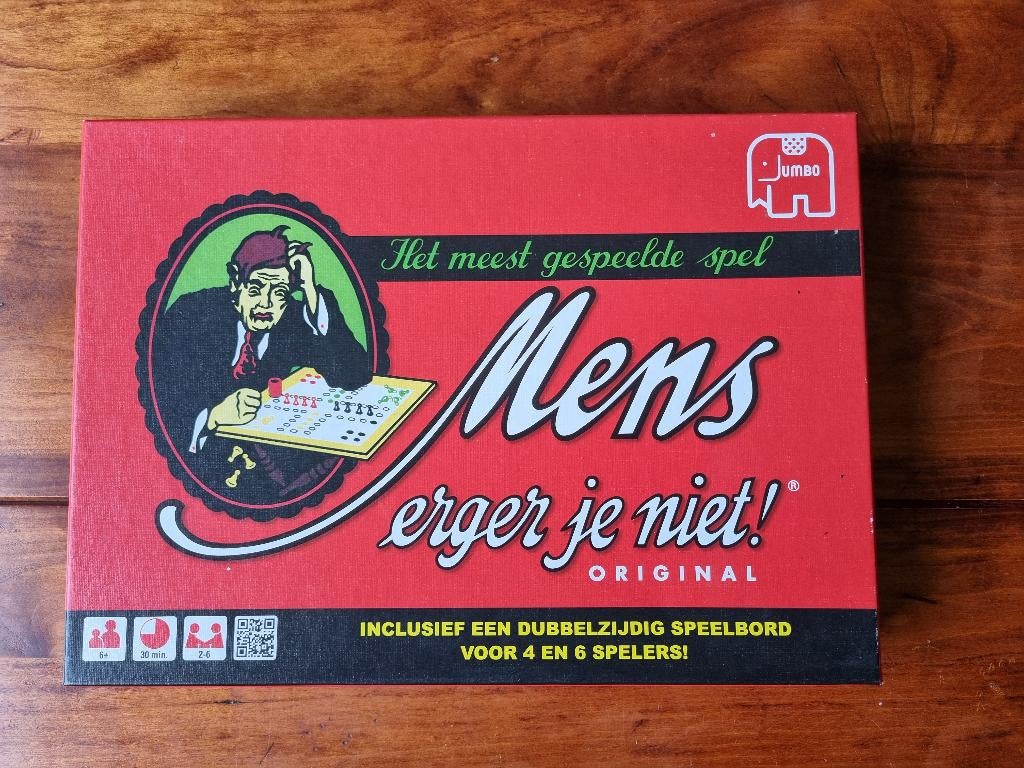 JUMBO
Het meest gespeelde spel
Mens
erger je niet!®
ORIGINAL
6+
30 min.
2-6
INCLUSIEF EEN DUBBELZIJDIG SPEELBORD
VOOR 4 EN 6 SPELERS!